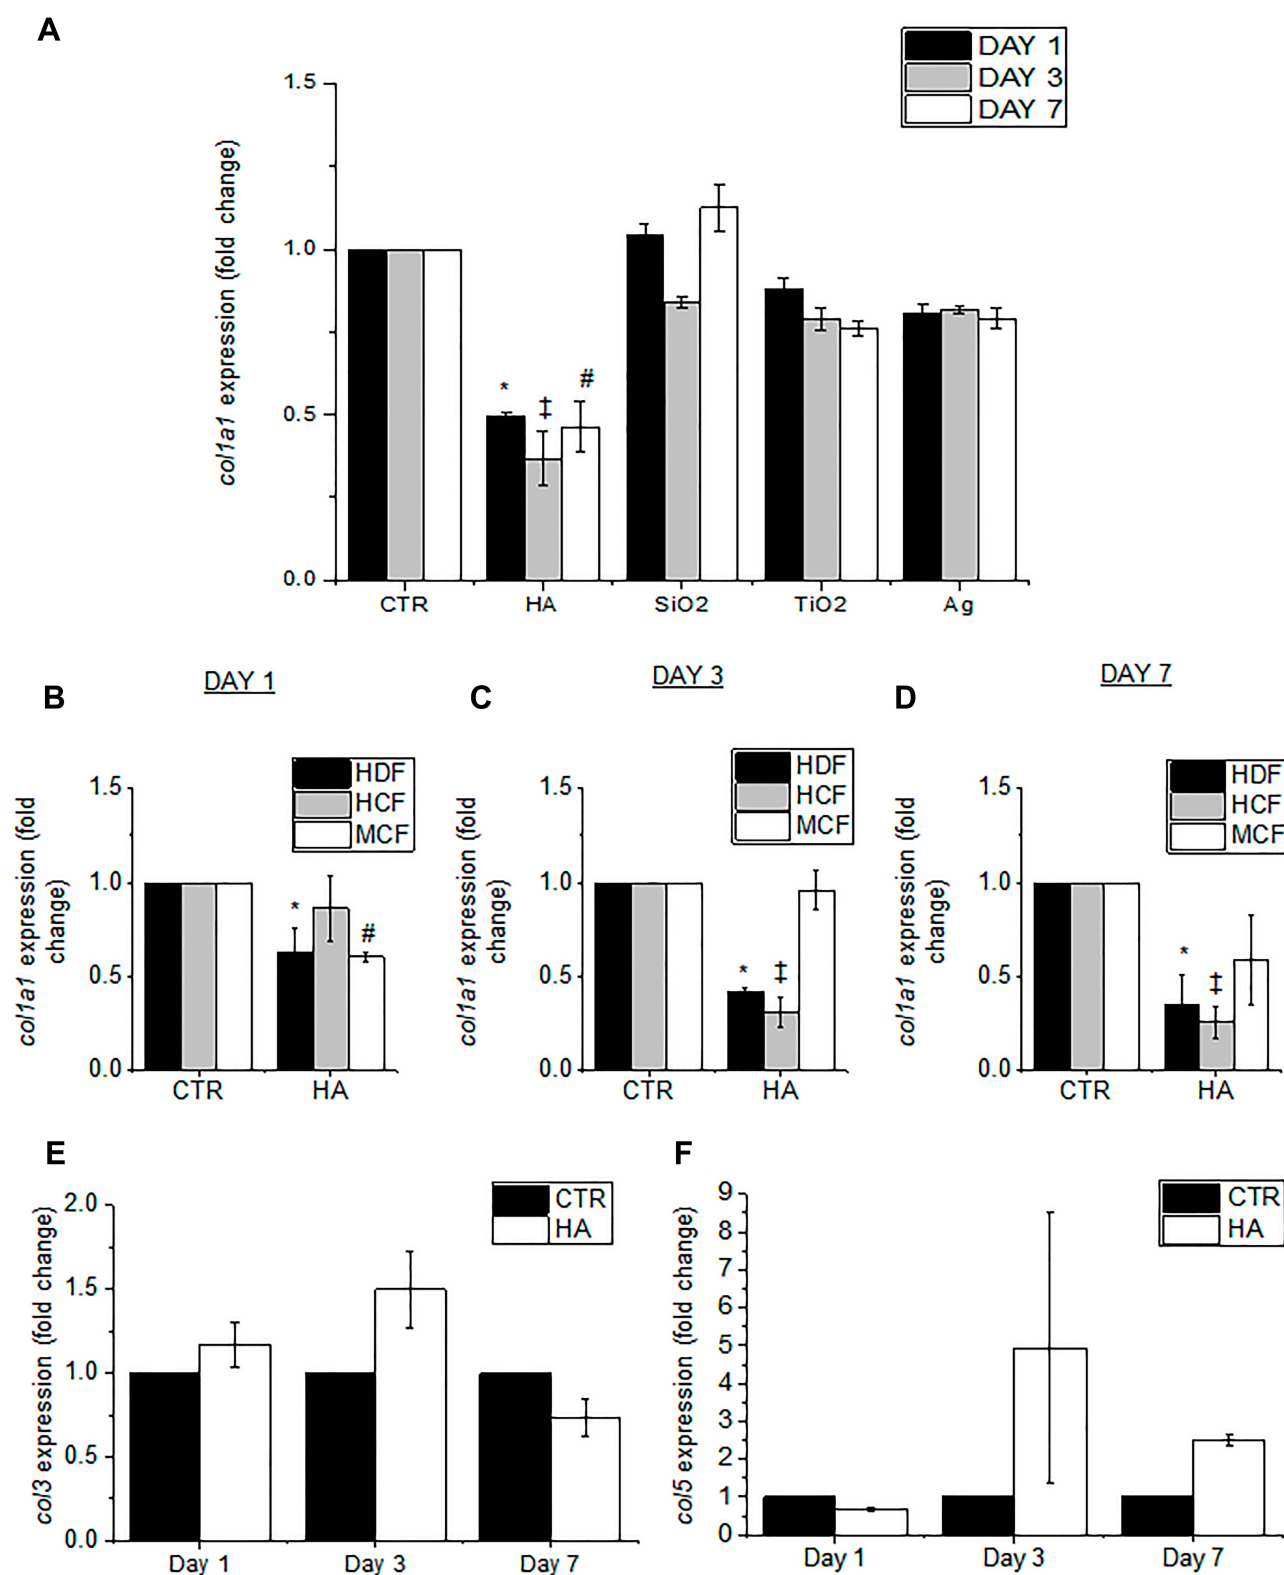 A
DAY 1
DAY 3
DAY 7
col1a1 expression (fold change)
1.5
1.0
0.5
0.0
*
‡
#
CTR
HA
SiO2
TiO2
Ag
B
DAY 1
HDF
HCF
MCF
col1a1 expression (fold
change)
1.5
1.0
0.5
0.0
*
#
CTR
HA
C
DAY 3
HDF
HCF
MCF
col1a1 expression (fold
change)
1.5
1.0
0.5
0.0
*
‡
CTR
HA
D
DAY 7
HDF
HCF
MCF
col1a1 expression (fold
change)
1.5
1.0
0.5
0.0
*
‡
CTR
HA
E
CTR
HA
col3 expression (fold change)
2.0
1.5
1.0
0.5
0.0
Day 1
Day 3
Day 7
F
CTR
HA
col5 expression (fold change)
9
8
7
6
5
4
3
2
1
0
Day 1
Day 3
Day 7